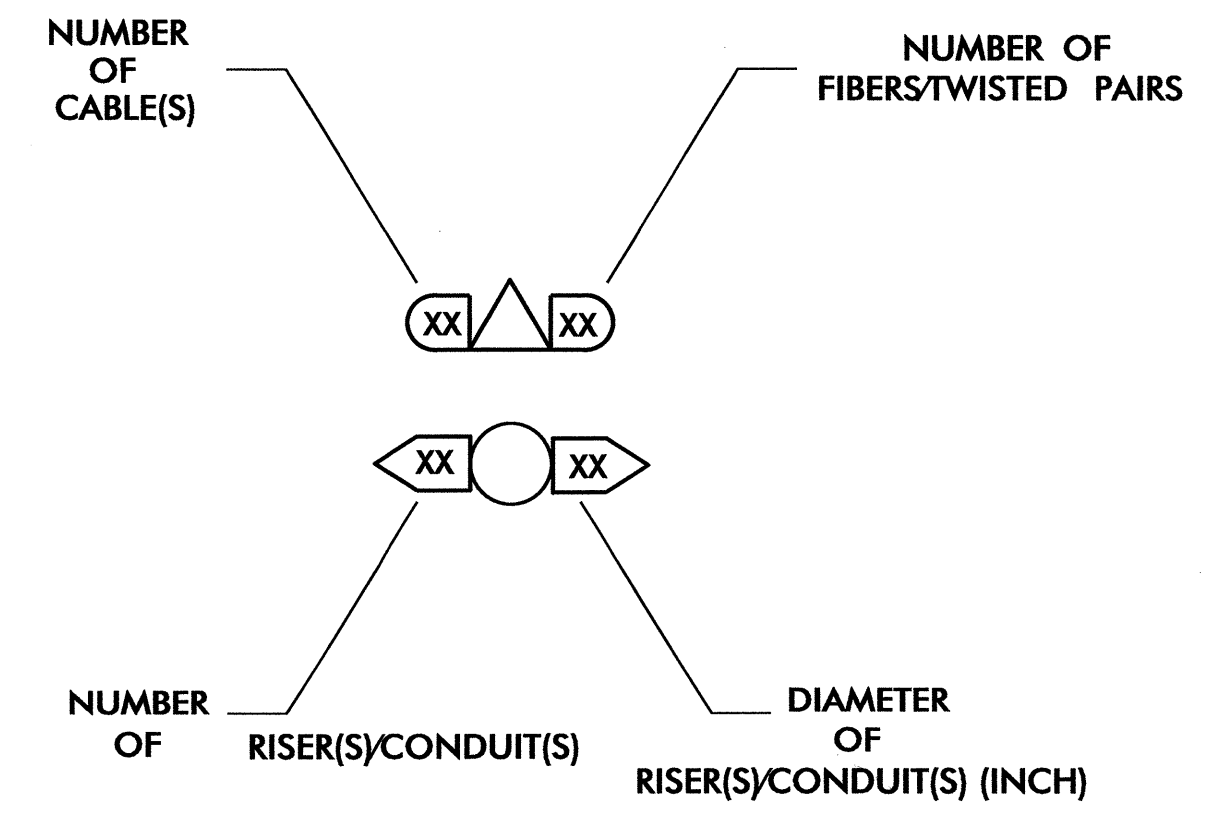 NUMBER
OF
CABLE(S)
NUMBER OF
FIBERS/TWISTED PAIRS
XX XX
XX XX
NUMBER
OF RISER(S)/CONDUIT(S)
DIAMETER
OF
RISER(S)/CONDUIT(S) (INCH)